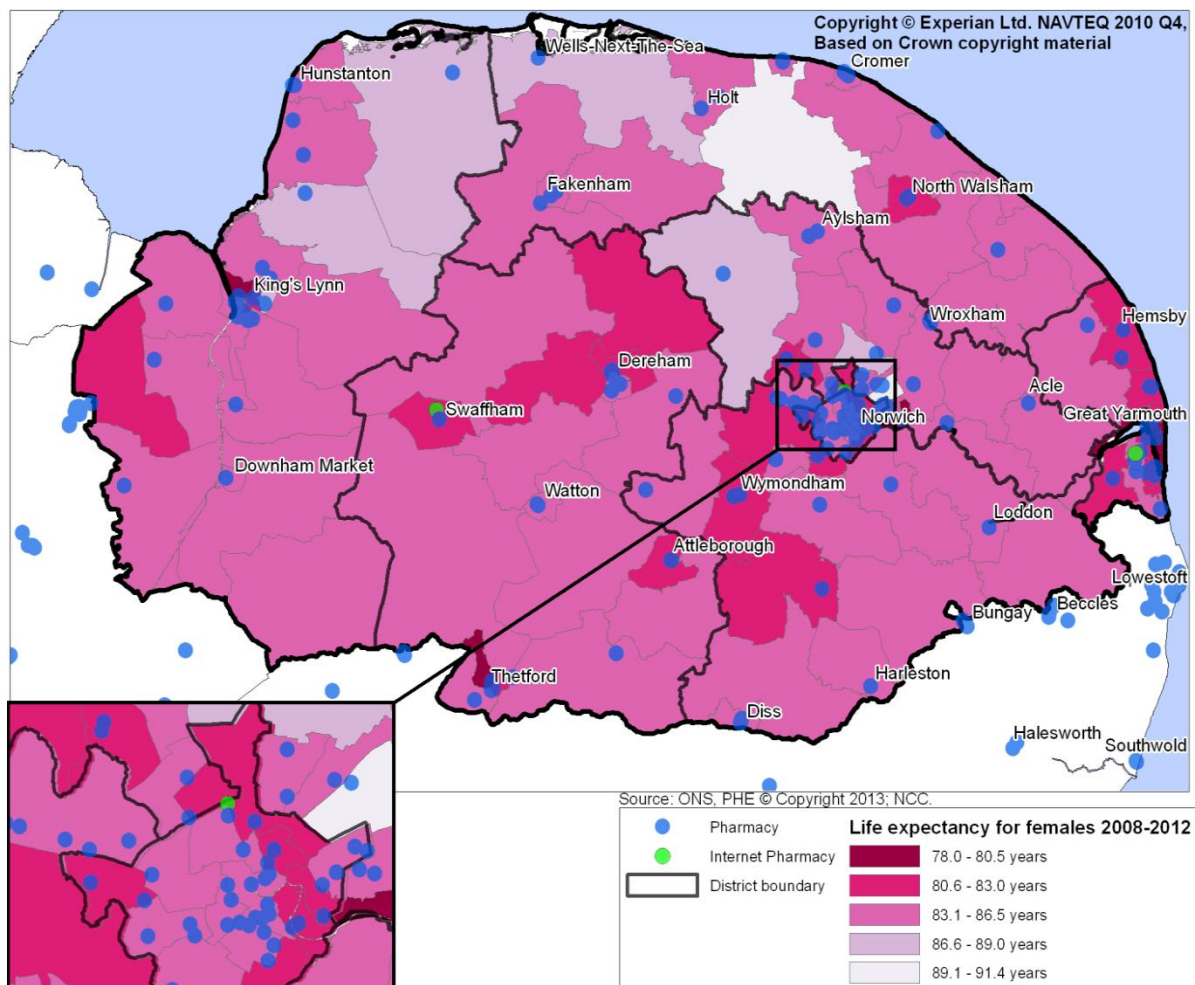 Copyright © Experian Ltd. NAVTEQ 2010 Q4,
Based on Crown copyright material
Wells-Next-The-Sea
Cromer
Hunstanton
Holt
Fakenham
North Walsham
Aylsham
King's Lynn
Wroxham
Hemsby
Dereham
Acle
Swaffham
Norwich
Great Yarmouth
Downham Market
Wymondham
Watton
Loddon
Attleborough
Lowestoft
Beccles
Bungay
Thetford
Harleston
Diss
Halesworth
Southwold
Source: ONS, PHE © Copyright 2013; NCC.
Pharmacy
Internet Pharmacy
District boundary
Life expectancy for females 2008-2012
78.0 - 80.5 years
80.6 - 83.0 years
83.1 - 86.5 years
86.6 - 89.0 years
89.1 - 91.4 years